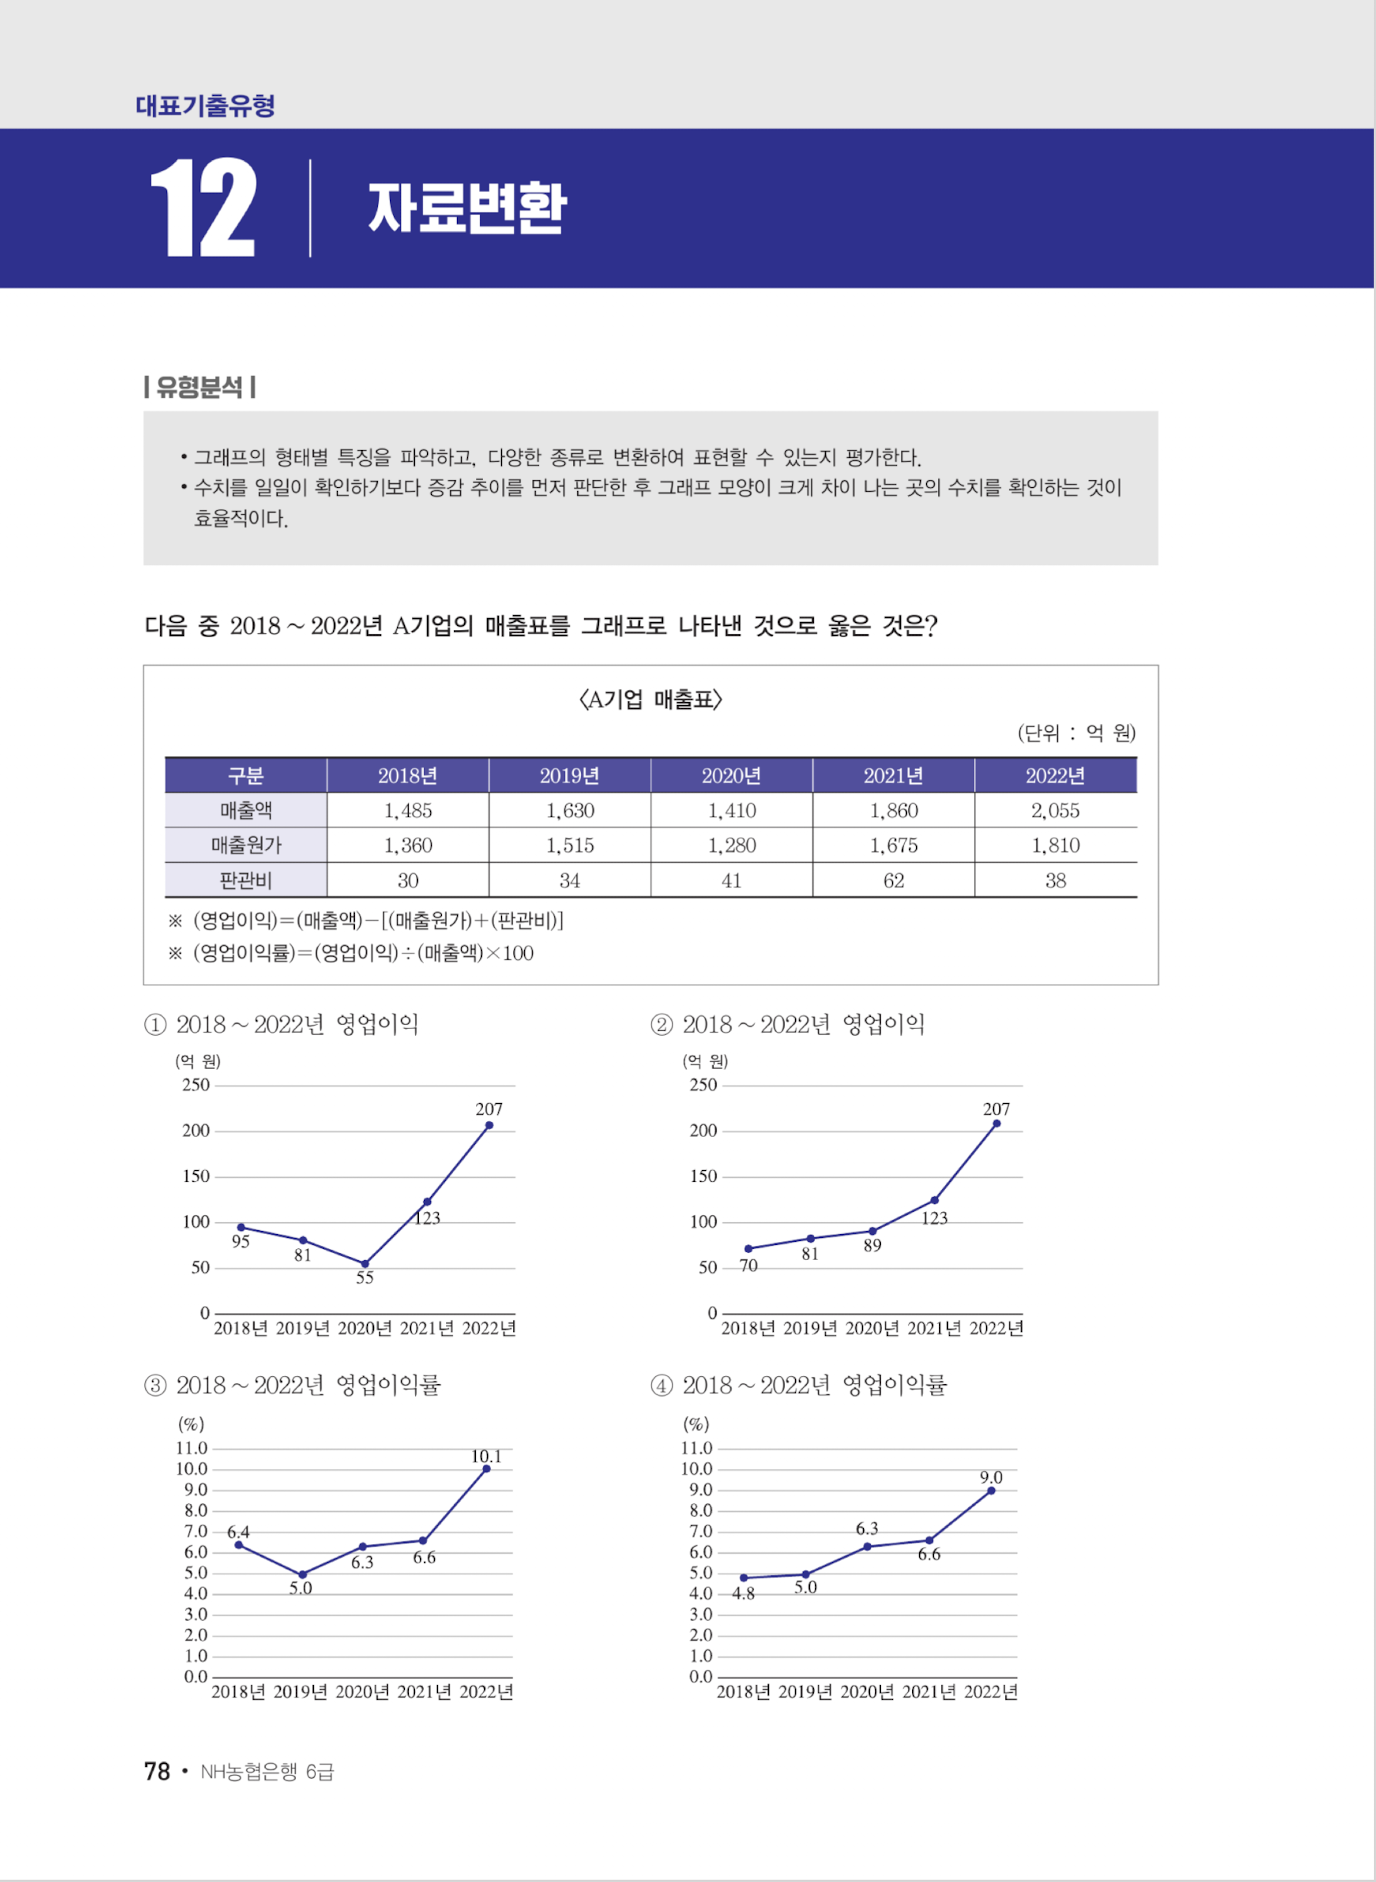 대표기출유형
12 자료변환
| 유형분석 |
• 그래프의 형태별 특징을 파악하고, 다양한 종류로 변환하여 표현할 수 있는지 평가한다.
• 수치를 일일이 확인하기보다 증감 추이를 먼저 판단한 후 그래프 모양이 크게 차이 나는 곳의 수치를 확인하는 것이
효율적이다.
다음 중 2018 ~ 2022년 A기업의 매출표를 그래프로 나타낸 것으로 옳은 것은?
〈A기업 매출표〉
(단위 : 억 원)
구분 2018년 2019년 2020년 2021년 2022년
매출액 1,485 1,630 1,410 1,860 2,055
매출원가 1,360 1,515 1,280 1,675 1,810
판관비 30 34 41 62 38
※ (영업이익)=(매출액)-[(매출원가)+(판관비)]
※ (영업이익률)=(영업이익)÷(매출액)×100
① 2018 ~ 2022년 영업이익
(억 원)
250
200
150
100
50
0
95
81
55
123
207
2018년 2019년 2020년 2021년 2022년
② 2018 ~ 2022년 영업이익
(억 원)
250
200
150
100
50
0
70
81
89
123
207
2018년 2019년 2020년 2021년 2022년
③ 2018 ~ 2022년 영업이익률
(%)
11.0
10.0
9.0
8.0
7.0
6.0
5.0
4.0
3.0
2.0
1.0
0.0
6.4
5.0
6.3
6.6
10.1
2018년 2019년 2020년 2021년 2022년
④ 2018 ~ 2022년 영업이익률
(%)
11.0
10.0
9.0
8.0
7.0
6.0
5.0
4.0
3.0
2.0
1.0
0.0
4.8
5.0
6.3
6.6
9.0
2018년 2019년 2020년 2021년 2022년
78 • NH농협은행 6급